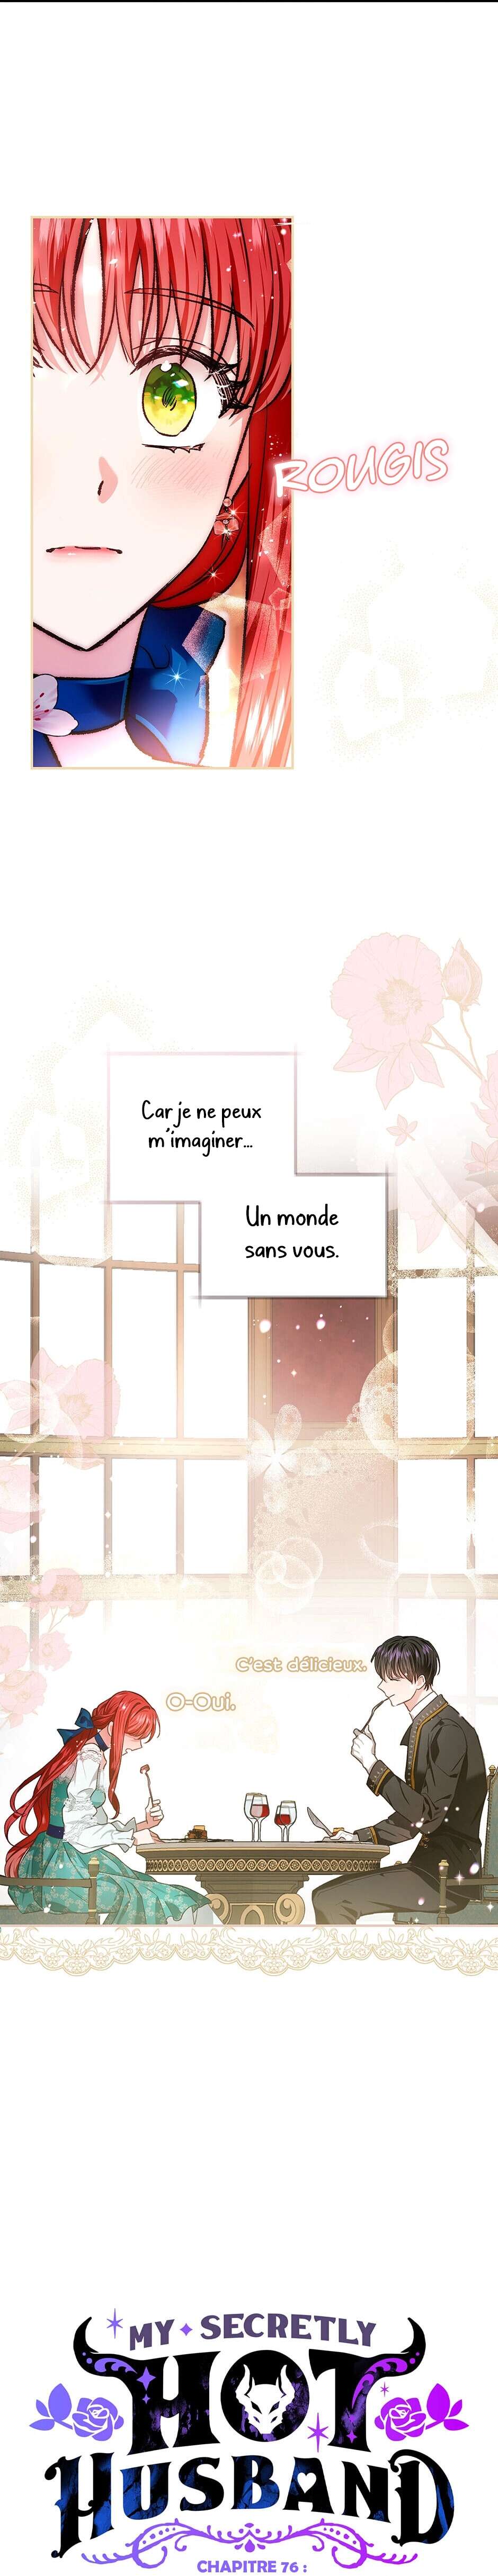 ROUGIS
Car je ne peux
m'imaginer...
Un monde
sans vous.
C'est délicieux.
O-Oui.
MY SECRETLY
HOT
HUSBAND
CHAPITRE 76 :